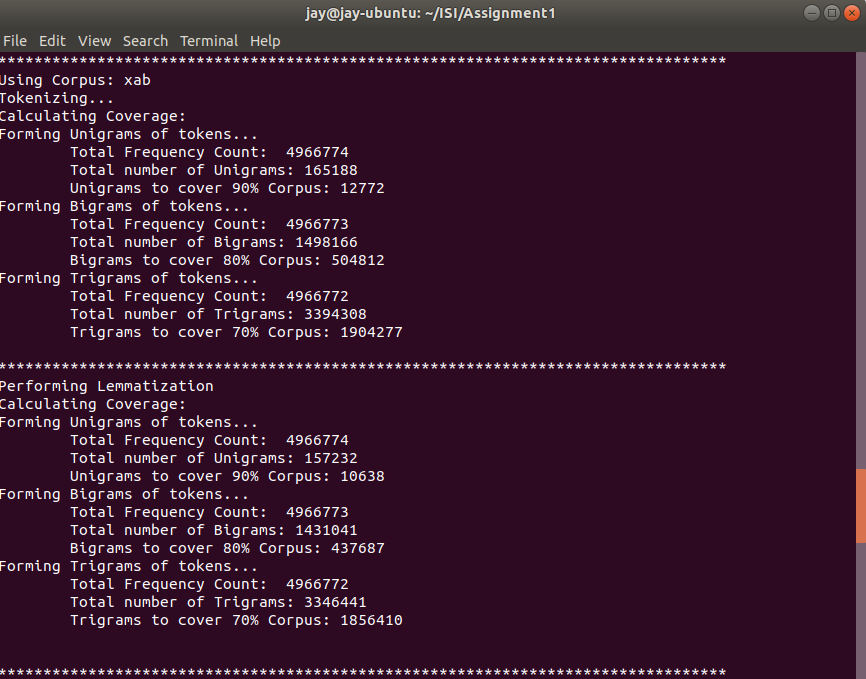 jay@jay-ubuntu: ~/ISI/Assignment1
File Edit View Search Terminal Help
*********************************************************************************
Using Corpus: xab
Tokenizing...
Calculating Coverage:
Forming Unigrams of tokens...
        Total Frequency Count:  4966774
        Total number of Unigrams: 165188
        Unigrams to cover 90% Corpus: 12772
Forming Bigrams of tokens...
        Total Frequency Count:  4966773
        Total number of Bigrams: 1498166
        Bigrams to cover 80% Corpus: 504812
Forming Trigrams of tokens...
        Total Frequency Count:  4966772
        Total number of Trigrams: 3394308
        Trigrams to cover 70% Corpus: 1904277
*********************************************************************************
Performing Lemmatization
Calculating Coverage:
Forming Unigrams of tokens...
        Total Frequency Count:  4966774
        Total number of Unigrams: 157232
        Unigrams to cover 90% Corpus: 10638
Forming Bigrams of tokens...
        Total Frequency Count:  4966773
        Total number of Bigrams: 1431041
        Bigrams to cover 80% Corpus: 437687
Forming Trigrams of tokens...
        Total Frequency Count:  4966772
        Total number of Trigrams: 3346441
        Trigrams to cover 70% Corpus: 1856410
*********************************************************************************